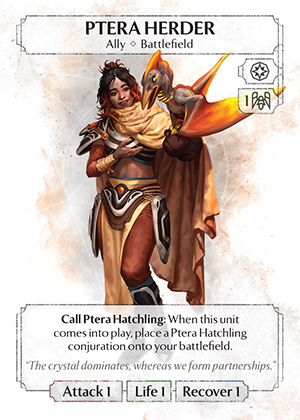 PTERA HERDER
Ally ⬦ Battlefield
1
Call Ptera Hatchling: When this unit
comes into play, place a Ptera Hatchling
conjuration onto your battlefield.
"The crystal dominates, whereas we form partnerships."
Attack 1 Life 1 Recover 1